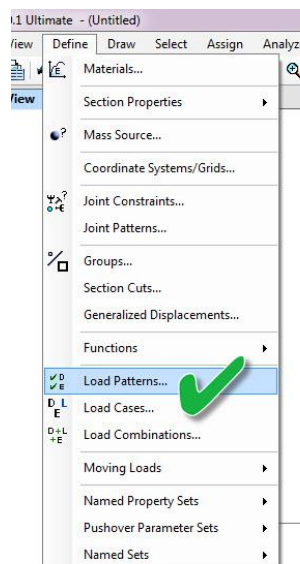 .1 Ultimate - (Untitled)
View Define Draw Select Assign Analyz
View
Materials...
Section Properties
Mass Source...
Coordinate Systems/Grids...
Joint Constraints...
Joint Patterns...
Groups...
Section Cuts...
Generalized Displacements...
Functions
D
E
Load Patterns...
D L
E
Load Cases...
D+L
+E
Load Combinations...
Moving Loads
Named Property Sets
Pushover Parameter Sets
Named Sets